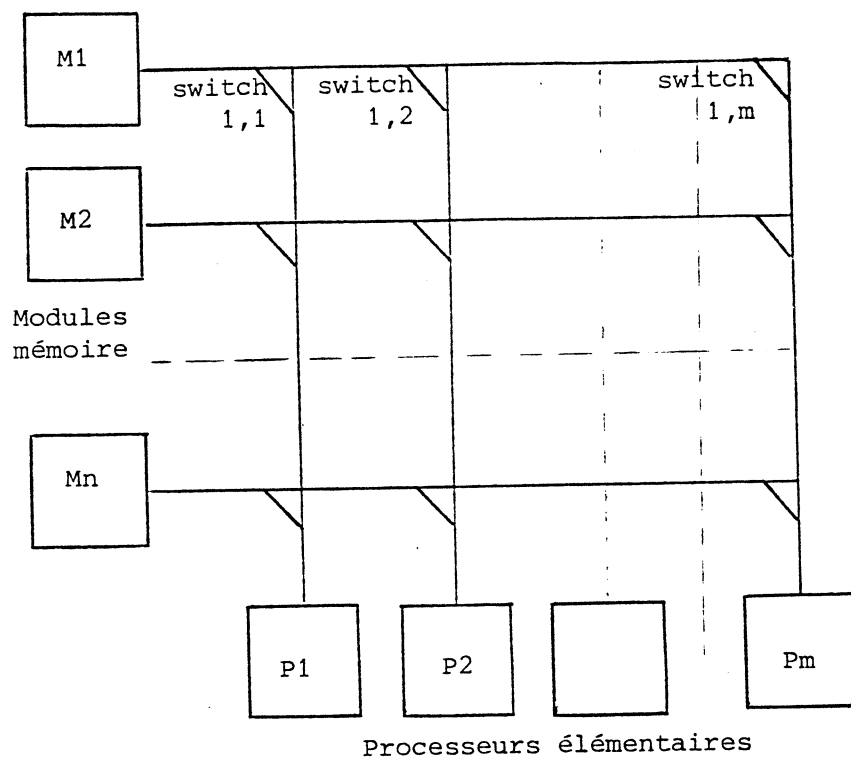 M1
switch
1,1
switch
1,2
switch
1,m
M2
Modules
mémoire
Mn
P1
P2
Pm
Processeurs élémentaires